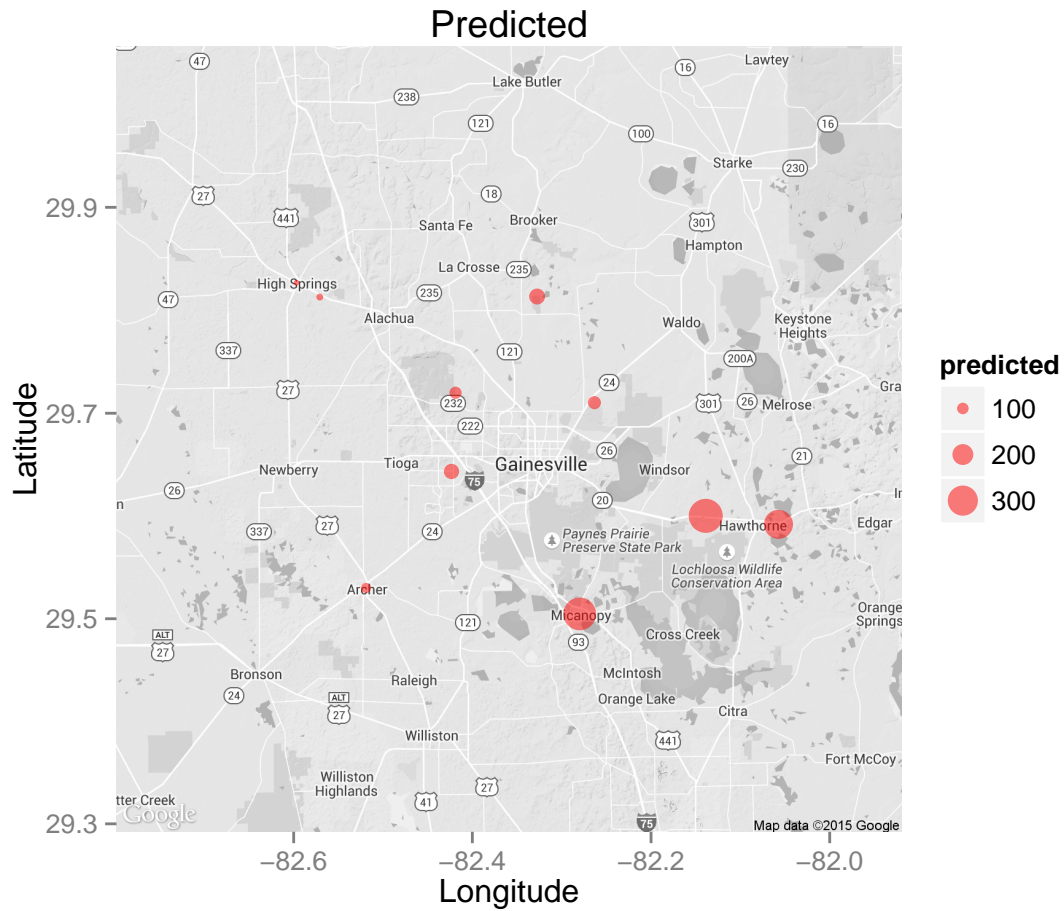 Predicted
47
Lawtey
16
Lake Butler
238
121
100
16
Starke
230
27
18
441
Santa Fe
Brooker
301
Hampton
La Crosse
235
High Springs
235
47
Alachua
Waldo
Keystone
Heights
337
121
200A
24
27
Gra
232
301
26
Melrose
222
26
21
Newberry
Tioga
Gainesville
Windsor
75
26
20
n
In
337
27
24
Hawthorne
Edgar
Paynes Prairie
Preserve State Park
Lochloosa Wildlife
Conservation Area
Archer
Micanopy
Orange
Springs
121
93
Cross Creek
ALT
27
Bronson
Raleigh
McIntosh
24
ALT
27
Orange Lake
Citra
Williston
441
Fort McCoy
Williston
Highlands
27
41
tter Creek
Google
75
Map data ©2015 Google
29.9
29.7
29.5
29.3
Latitude
−82.6
−82.4
−82.2
−82.0
Longitude
predicted
100
200
300